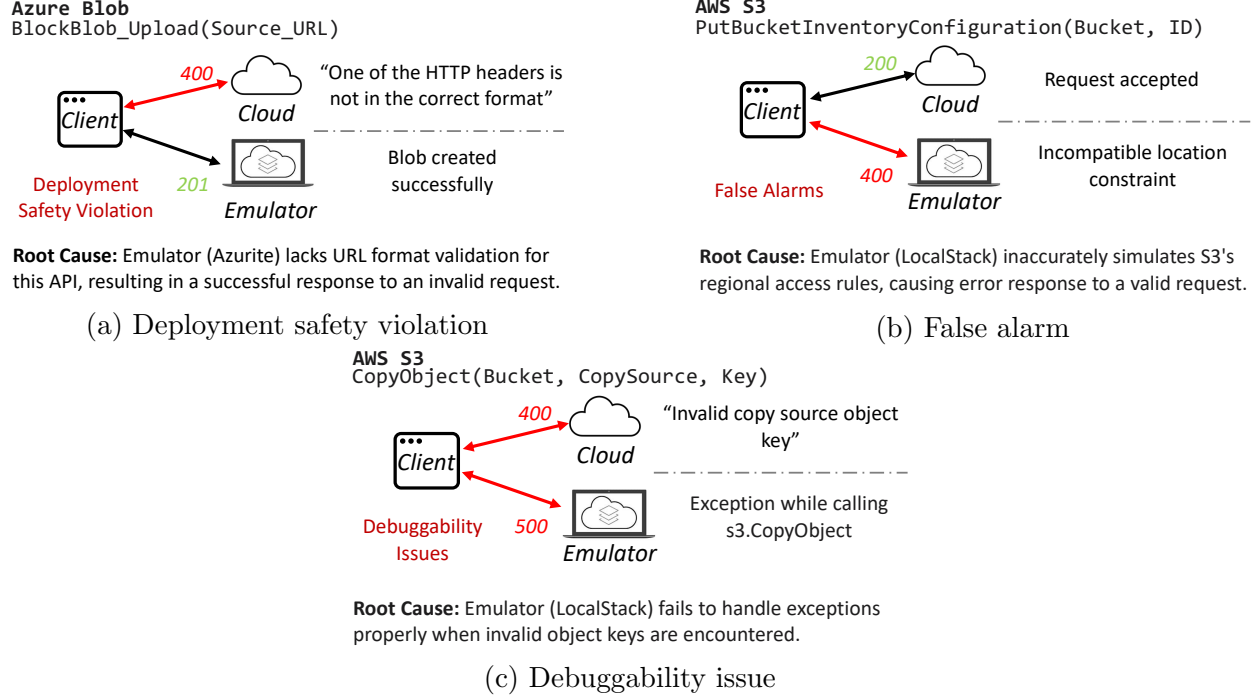 Azure Blob
BlockBlob_Upload(Source_URL)
400
Client
Cloud
“One of the HTTP headers is
not in the correct format”
201
Emulator
Blob created
successfully
Deployment
Safety Violation
Root Cause: Emulator (Azurite) lacks URL format validation for
this API, resulting in a successful response to an invalid request.
(a) Deployment safety violation
AWS S3
PutBucketInventoryConfiguration(Bucket, ID)
200
Client
Cloud
Request accepted
400
Emulator
Incompatible location
constraint
False Alarms
Root Cause: Emulator (LocalStack) inaccurately simulates S3's
regional access rules, causing error response to a valid request.
(b) False alarm
AWS S3
CopyObject(Bucket, CopySource, Key)
400
Client
Cloud
“Invalid copy source object
key”
500
Emulator
Exception while calling
s3.CopyObject
Debuggability
Issues
Root Cause: Emulator (LocalStack) fails to handle exceptions
properly when invalid object keys are encountered.
(c) Debuggability issue